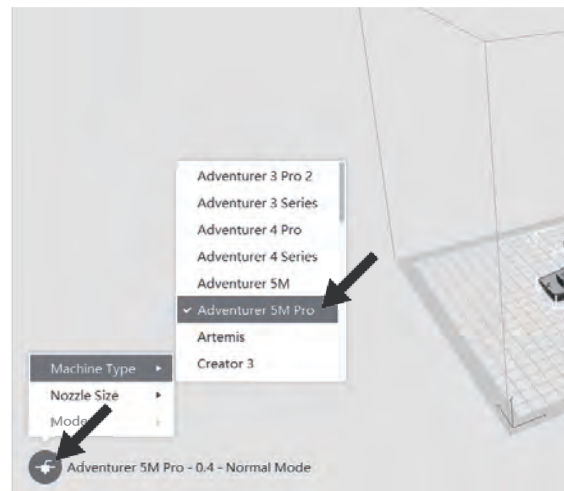 Adventurer 3 Pro 2
Adventurer 3 Series
Adventurer 4 Pro
Adventurer 4 Series
Adventurer 5M
Adventurer 5M Pro
Artemis
Creator 3
Machine Type
Nozzle Size
Mode
Adventurer 5M Pro - 0.4 - Normal Mode